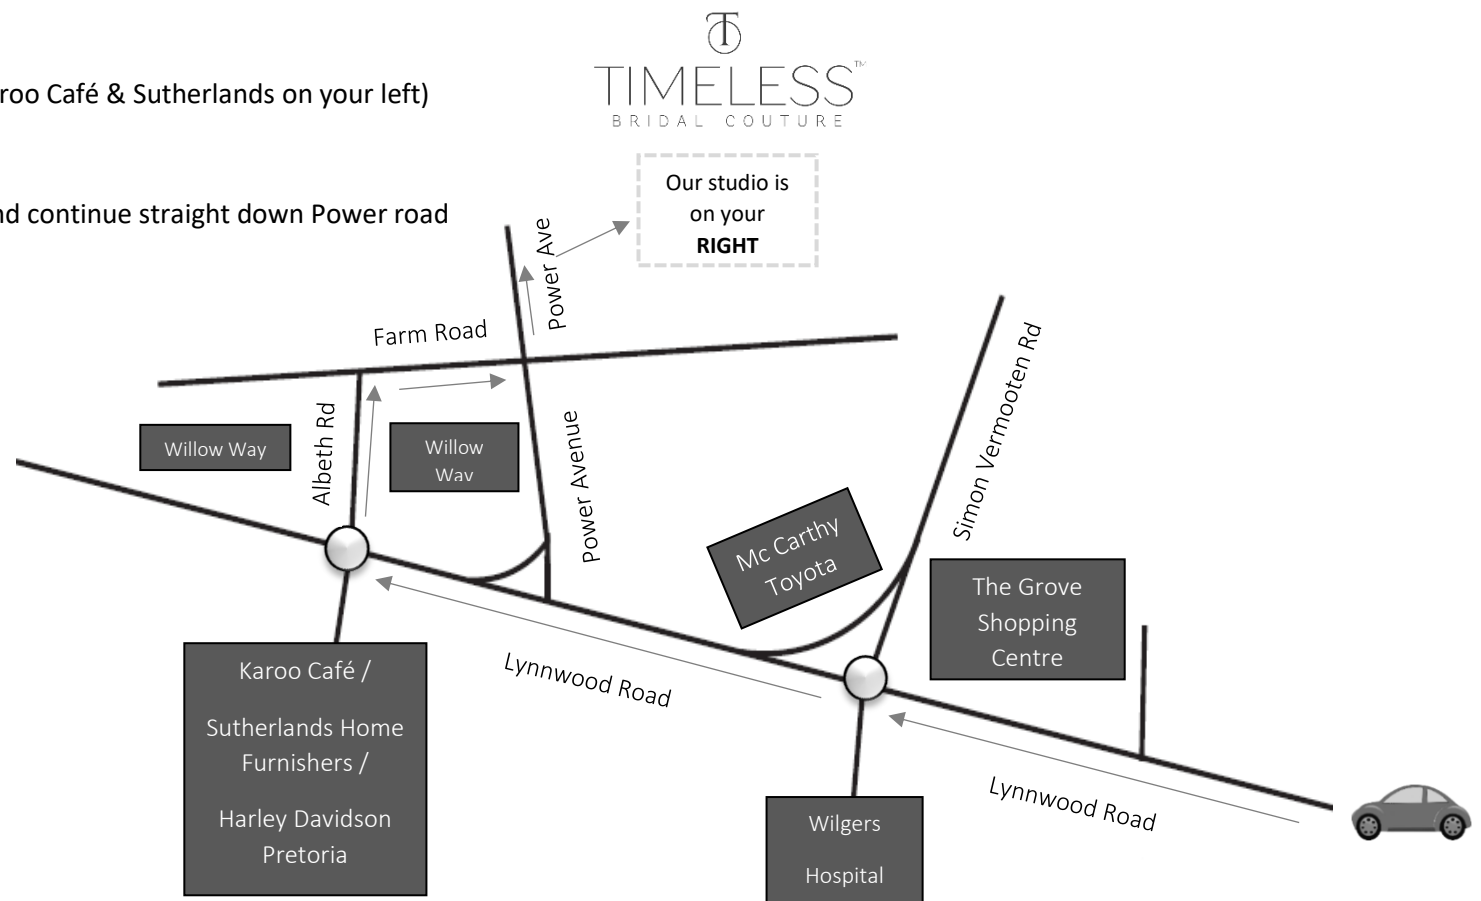 TIMELESS™
BRIDAL COUTURE
roo Café & Sutherlands on your left)
nd continue straight down Power road
Our studio is
on your
RIGHT
Power Ave
Farm Road
Simon Vermooten Rd
Willow Way
Albeth Rd
Willow
Way
Power Avenue
Mc Carthy
Toyota
The Grove
Shopping
Centre
Karoo Café /
Sutherlands Home
Furnishers /
Harley Davidson
Pretoria
Lynnwood Road
Lynnwood Road
Wilgers
Hospital